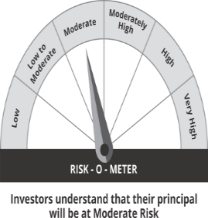 Low
Low to
Moderate
Moderate
Moderately
High
High
Very High
RISK - O - METER
Investors understand that their principal
will be at Moderate Risk